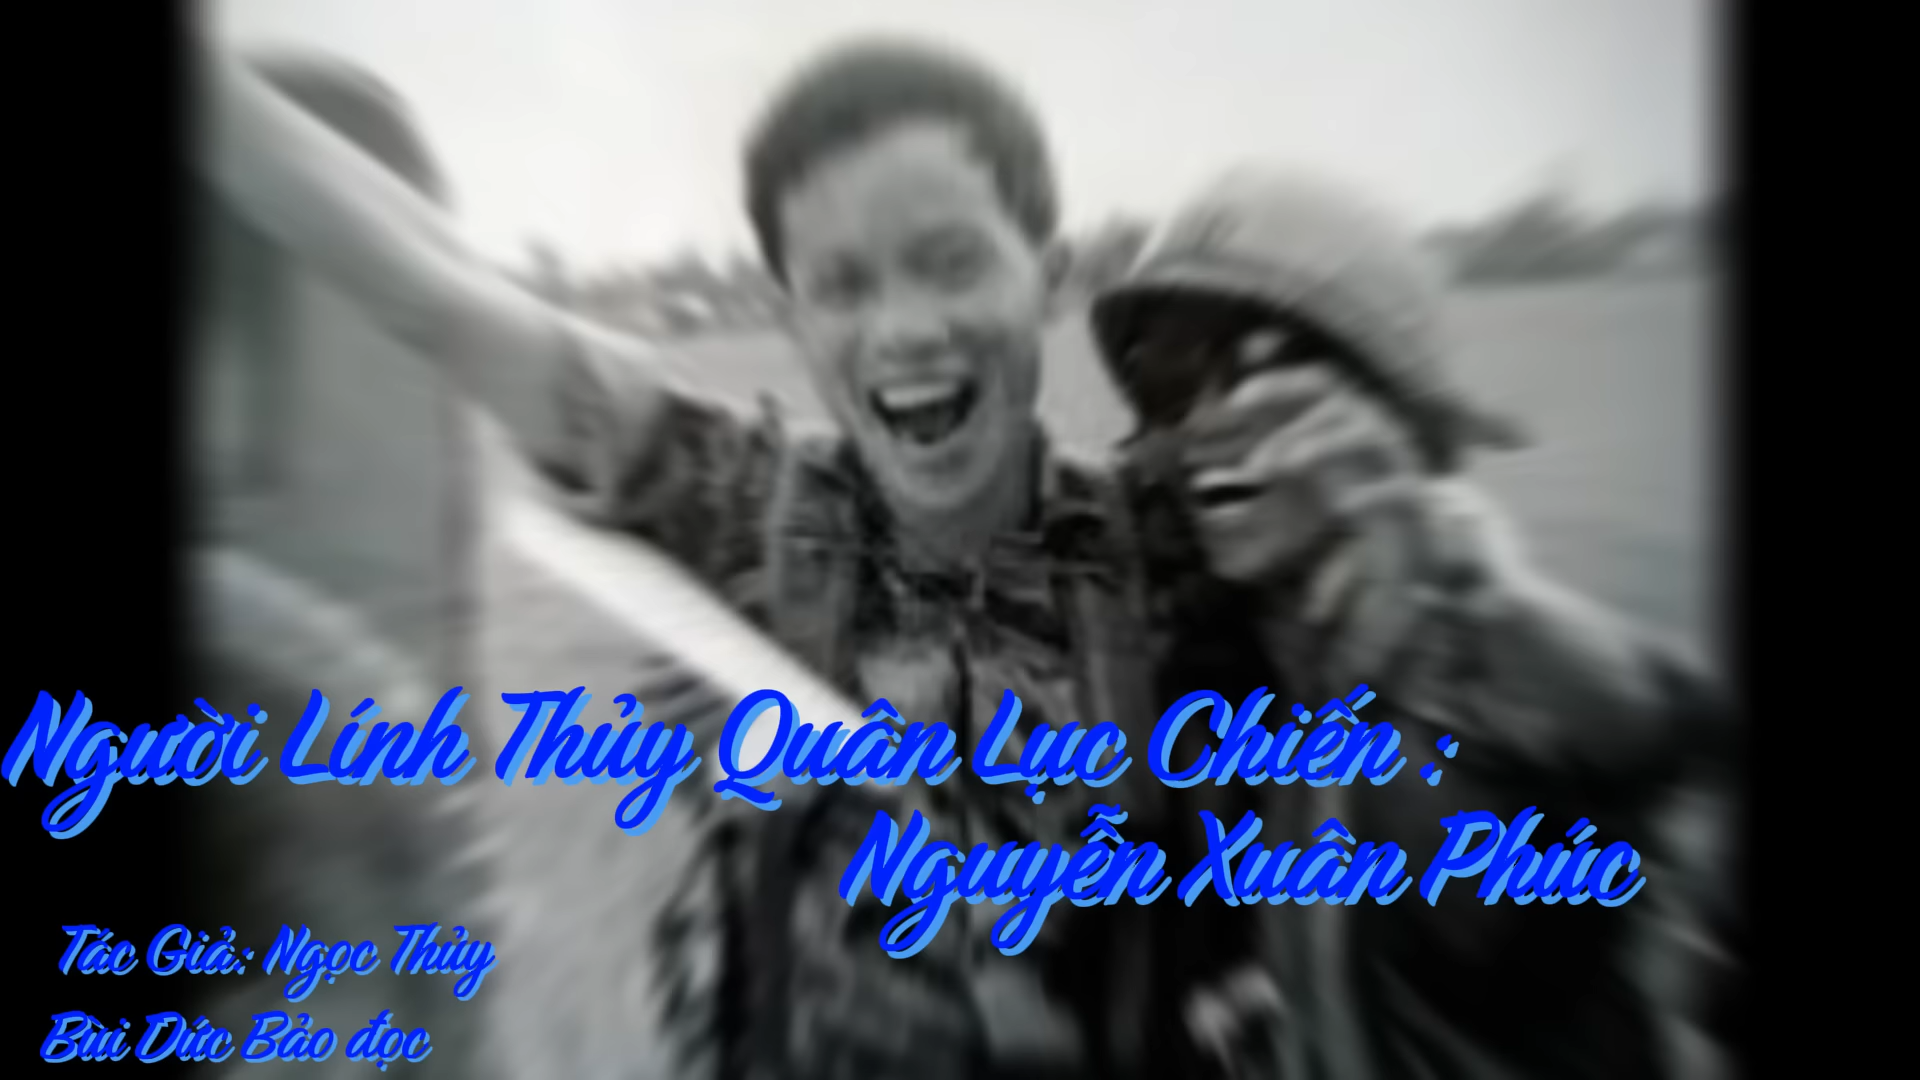 Người Lính Thủy Quân Lục Chiến :
Nguyễn Xuân Phúc
Tác Giả: Ngọc Thủy
Bùi Đức Bảo đọc